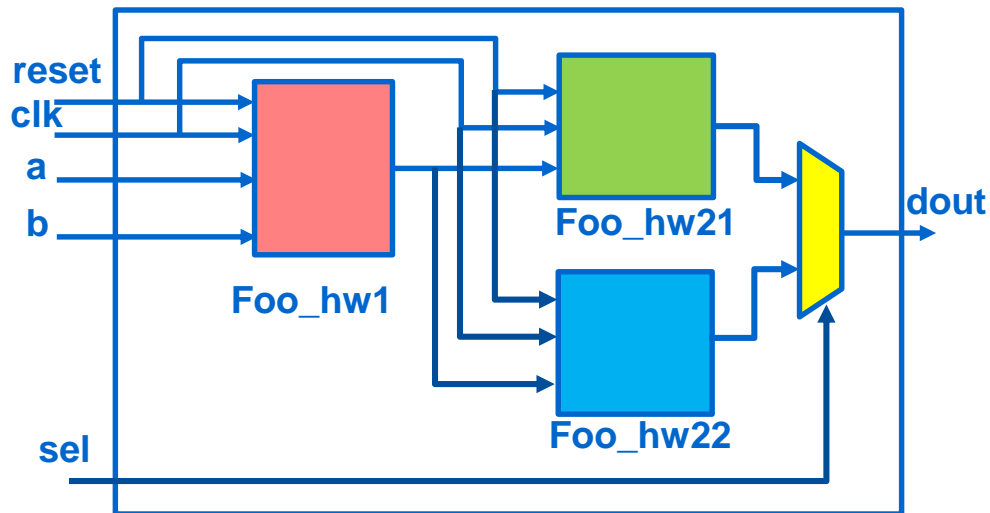 reset
clk
a
b
Foo_hw1
Foo_hw21
dout
Foo_hw22
sel